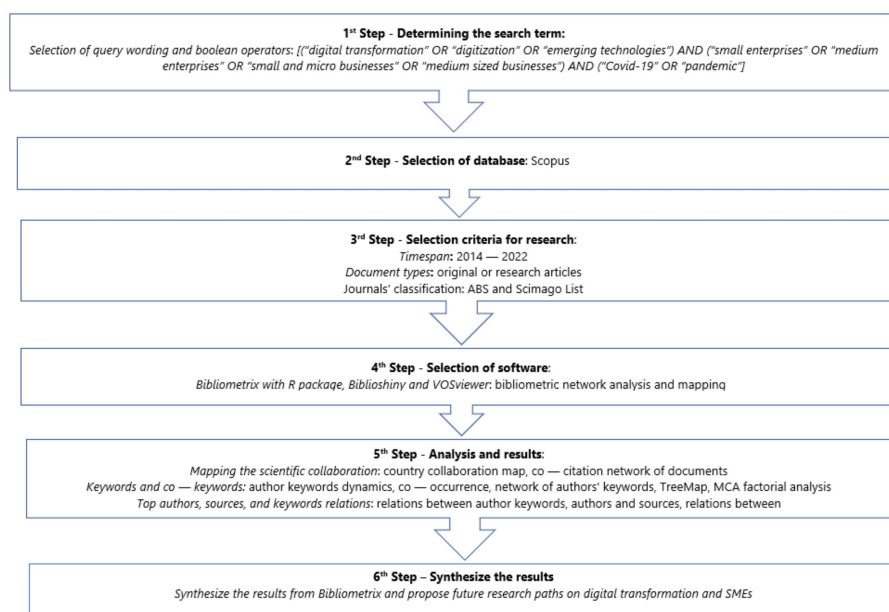 1st Step - Determining the search term:
Selection of query wording and boolean operators: [("digital transformation" OR "digitization" OR "emerging technologies") AND ("small enterprises" OR "medium
enterprises" OR "small and micro businesses" OR "medium sized businesses") AND ("Covid-19" OR "pandemic"]
2nd Step - Selection of database: Scopus
3rd Step - Selection criteria for research:
Timespan: 2014 — 2022
Document types: original or research articles
Journals' classification: ABS and Scimago List
4th Step - Selection of software:
Bibliometrix with R package, Biblioshiny and VOSviewer: bibliometric network analysis and mapping
5th Step - Analysis and results:
Mapping the scientific collaboration: country collaboration map, co — citation network of documents
Keywords and co — keywords: author keywords dynamics, co — occurrence, network of authors' keywords, TreeMap, MCA factorial analysis
Top authors, sources, and keywords relations: relations between author keywords, authors and sources, relations between
6th Step – Synthesize the results
Synthesize the results from Bibliometrix and propose future research paths on digital transformation and SMEs